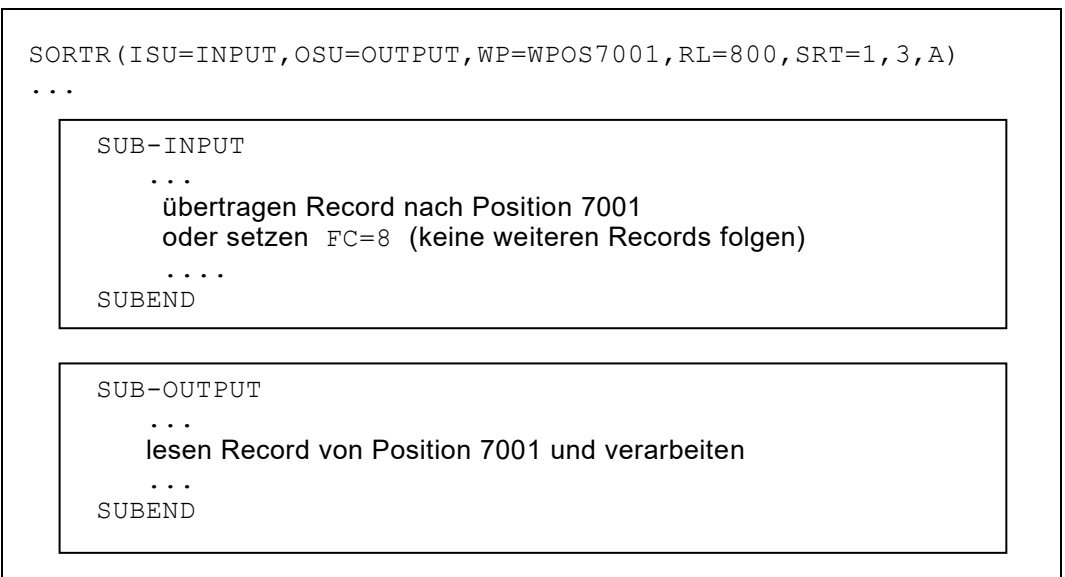 SORTR(ISU=INPUT,OSU=OUTPUT,WP=WPOS7001,RL=800,SRT=1,3,A)
...
SUB-INPUT
...
übertragen Record nach Position 7001
oder setzen FC=8 (keine weiteren Records folgen)
....
SUBEND
SUB-OUTPUT
...
lesen Record von Position 7001 und verarbeiten
...
SUBEND